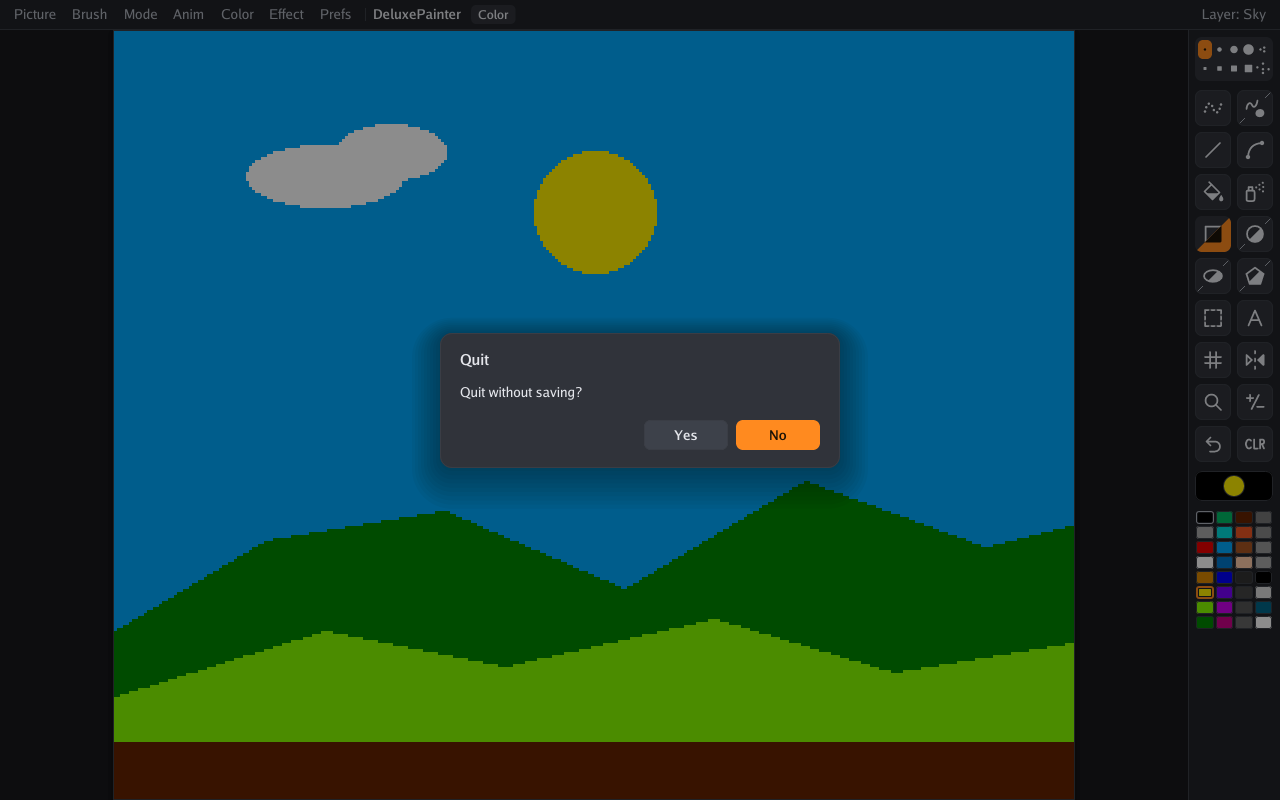 Picture Brush Mode Anim Color Effect Prefs DeluxePainter Color Layer: Sky
Quit
Quit without saving?
Yes No
CLR